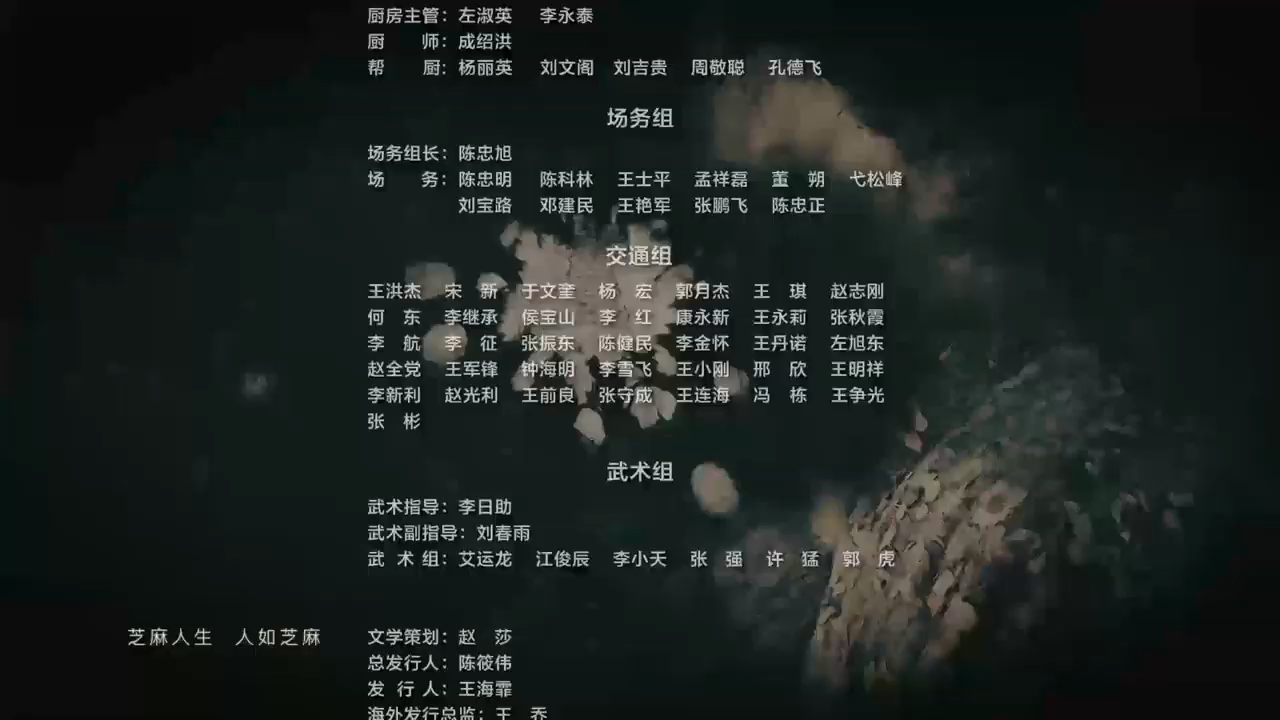 厨房主管：左淑英 李永泰
厨 师：成绍洪
帮 厨：杨丽英 刘文阁 刘吉贵 周敬聪 孔德飞
场务组
场务组长：陈忠旭
场 务：陈忠明 陈科林 王士平 孟祥磊 董 朔 弋松峰
刘宝路 邓建民 王艳军 张鹏飞 陈忠正
交通组
王洪杰 宋 新 于文奎 杨 宏 郭月杰 王 琪 赵志刚
何 东 李继承 侯宝山 李 红 康永新 王永莉 张秋霞
李 航 李 征 张振东 陈健民 李金怀 王丹诺 左旭东
赵全党 王军锋 钟海明 李雪飞 王小刚 邢 欣 王明祥
李新利 赵光利 王前良 张守成 王连海 冯 栋 王争光
张 彬
武术组
武术指导：李日助
武术副指导：刘春雨
武 术 组：艾运龙 江俊辰 李小天 张 强 许 猛 郭 虎
芝麻人生 人如芝麻
文学策划：赵 莎
总发行人：陈筱伟
发 行 人：王海霏
海外发行总监：王 乔